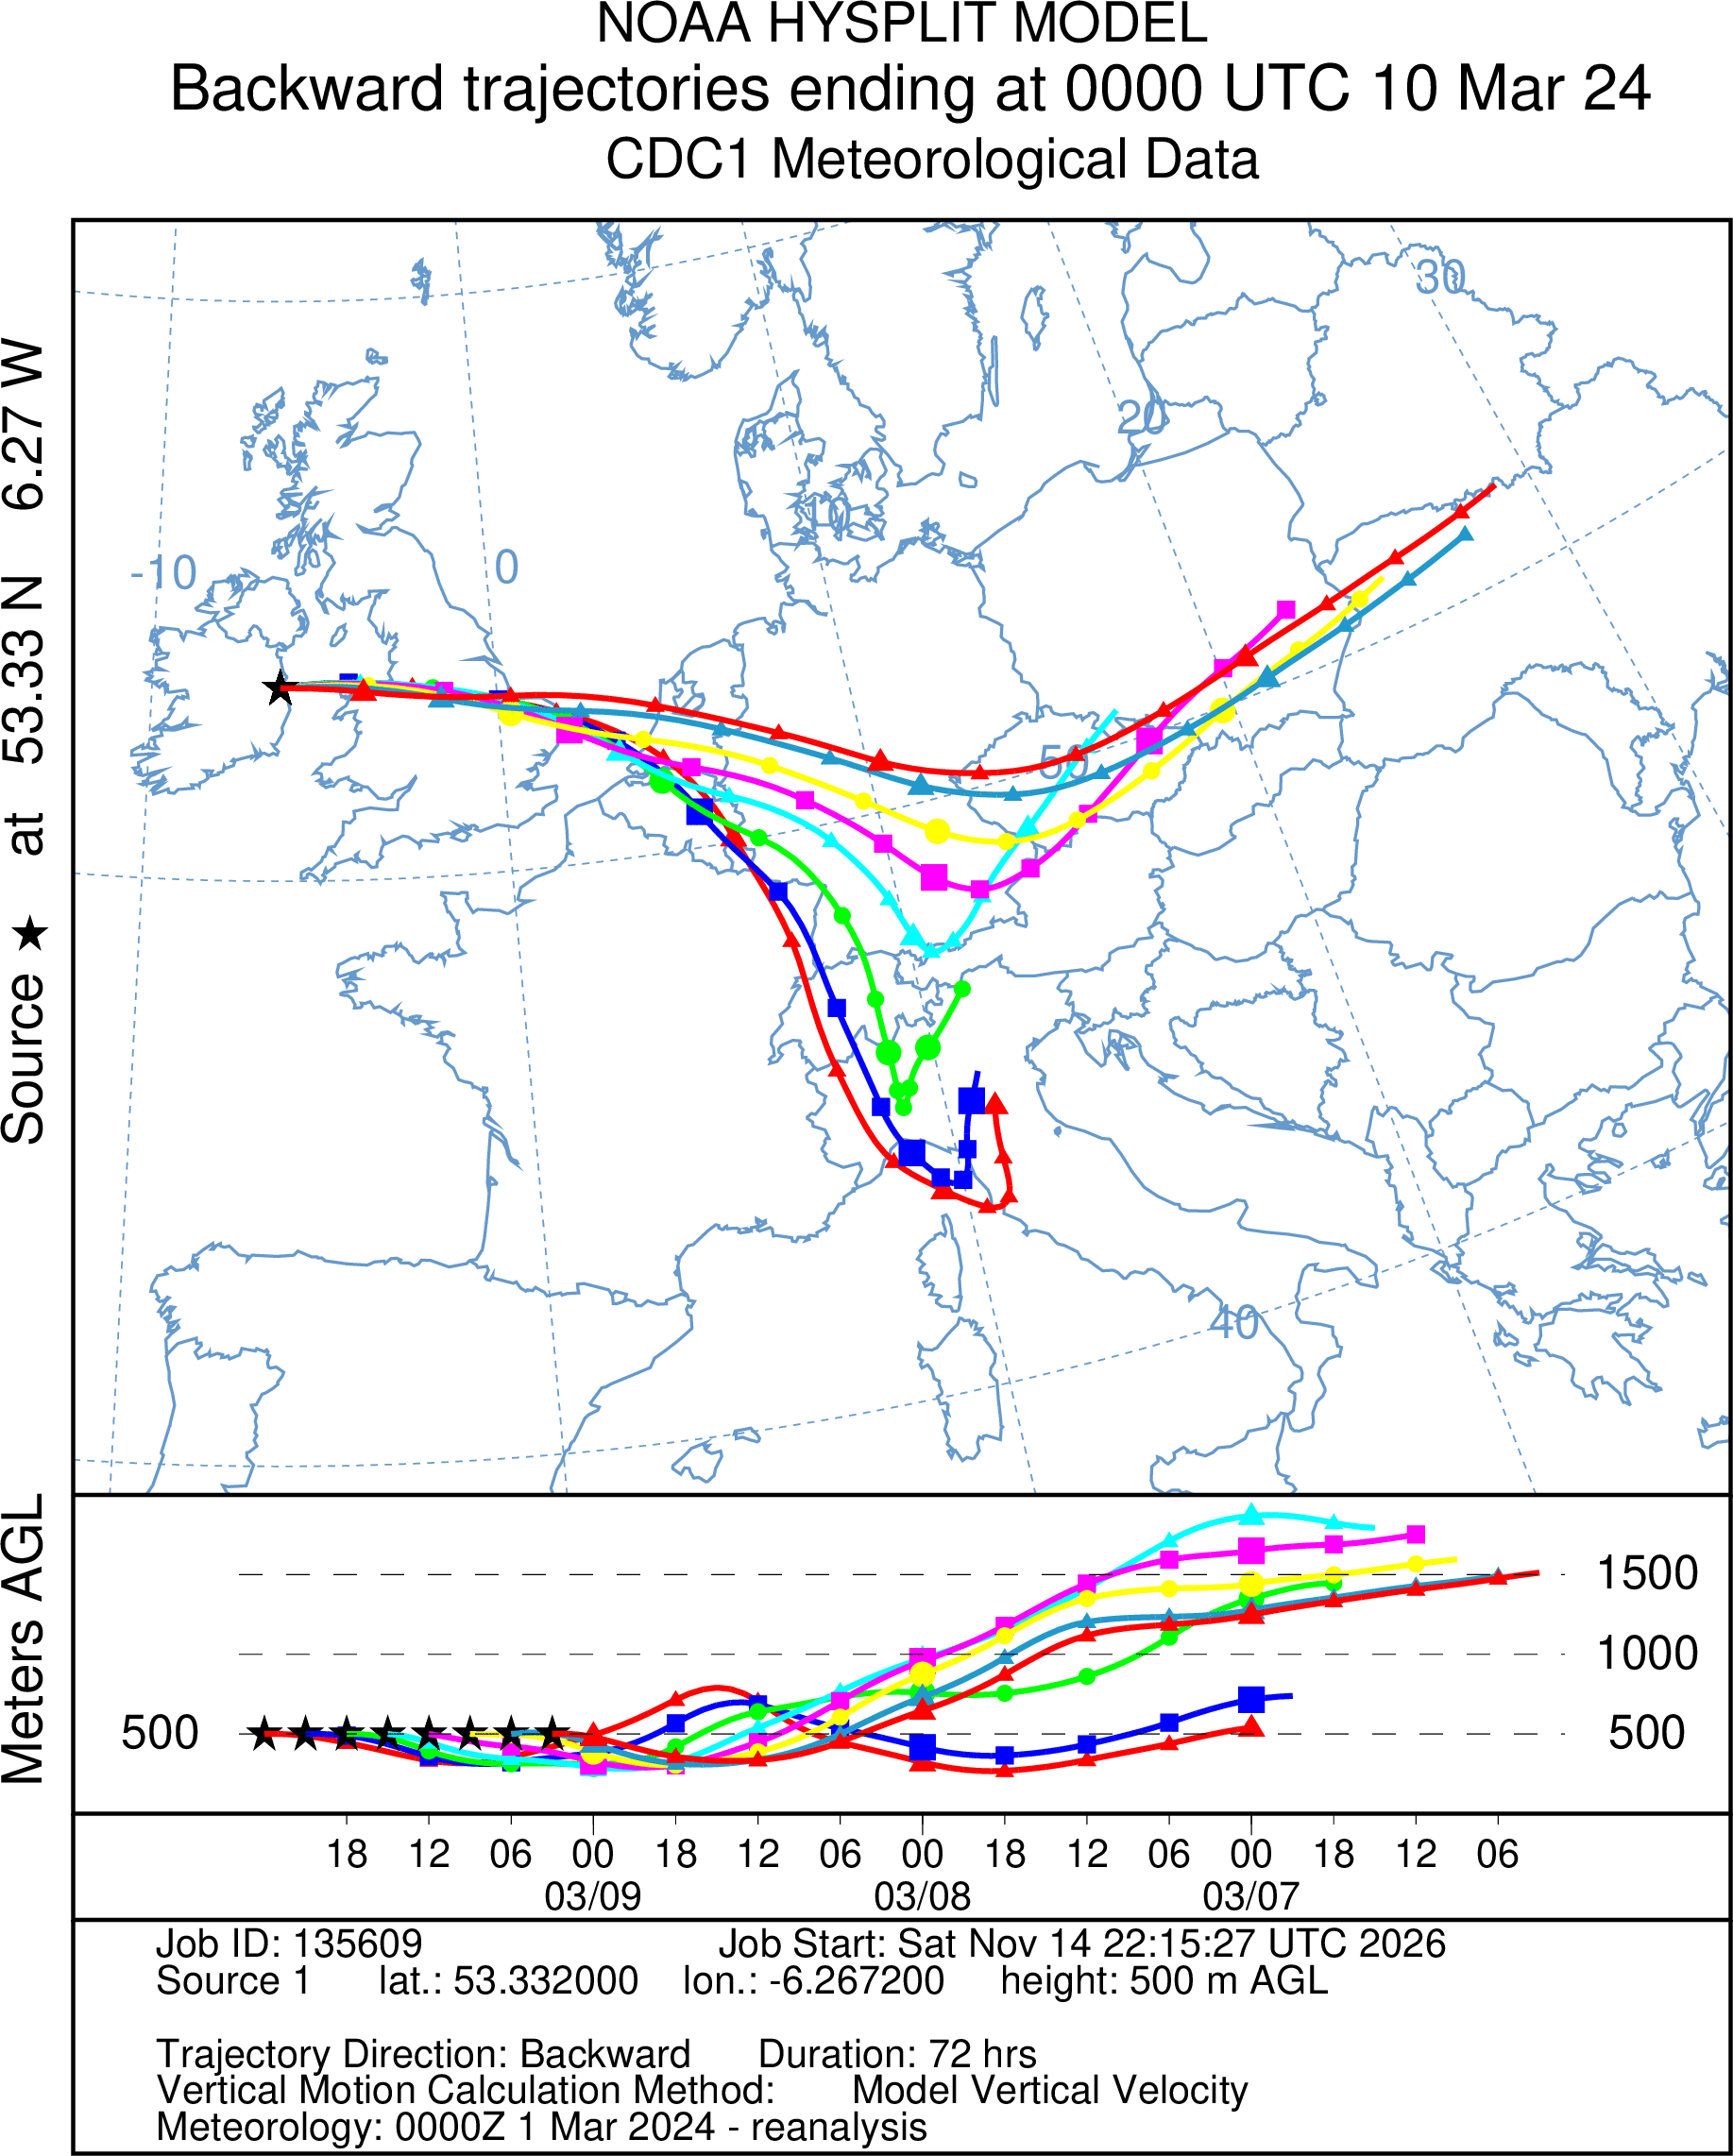 NOAA HYSPLIT MODEL
Backward trajectories ending at 0000 UTC 10 Mar 24
CDC1 Meteorological Data
Source ★ at 53.33 N 6.27 W
30
20
10
0
-10
50
40
Meters AGL
1500
1000
500 500
18 12 06 00 18 12 06 00 18 12 06 00 18 12 06
03/09 03/08 03/07
Job ID: 135609 Job Start: Sat Nov 14 22:15:27 UTC 2026
Source 1 lat.: 53.332000 lon.: -6.267200 height: 500 m AGL
Trajectory Direction: Backward Duration: 72 hrs
Vertical Motion Calculation Method: Model Vertical Velocity
Meteorology: 0000Z 1 Mar 2024 - reanalysis